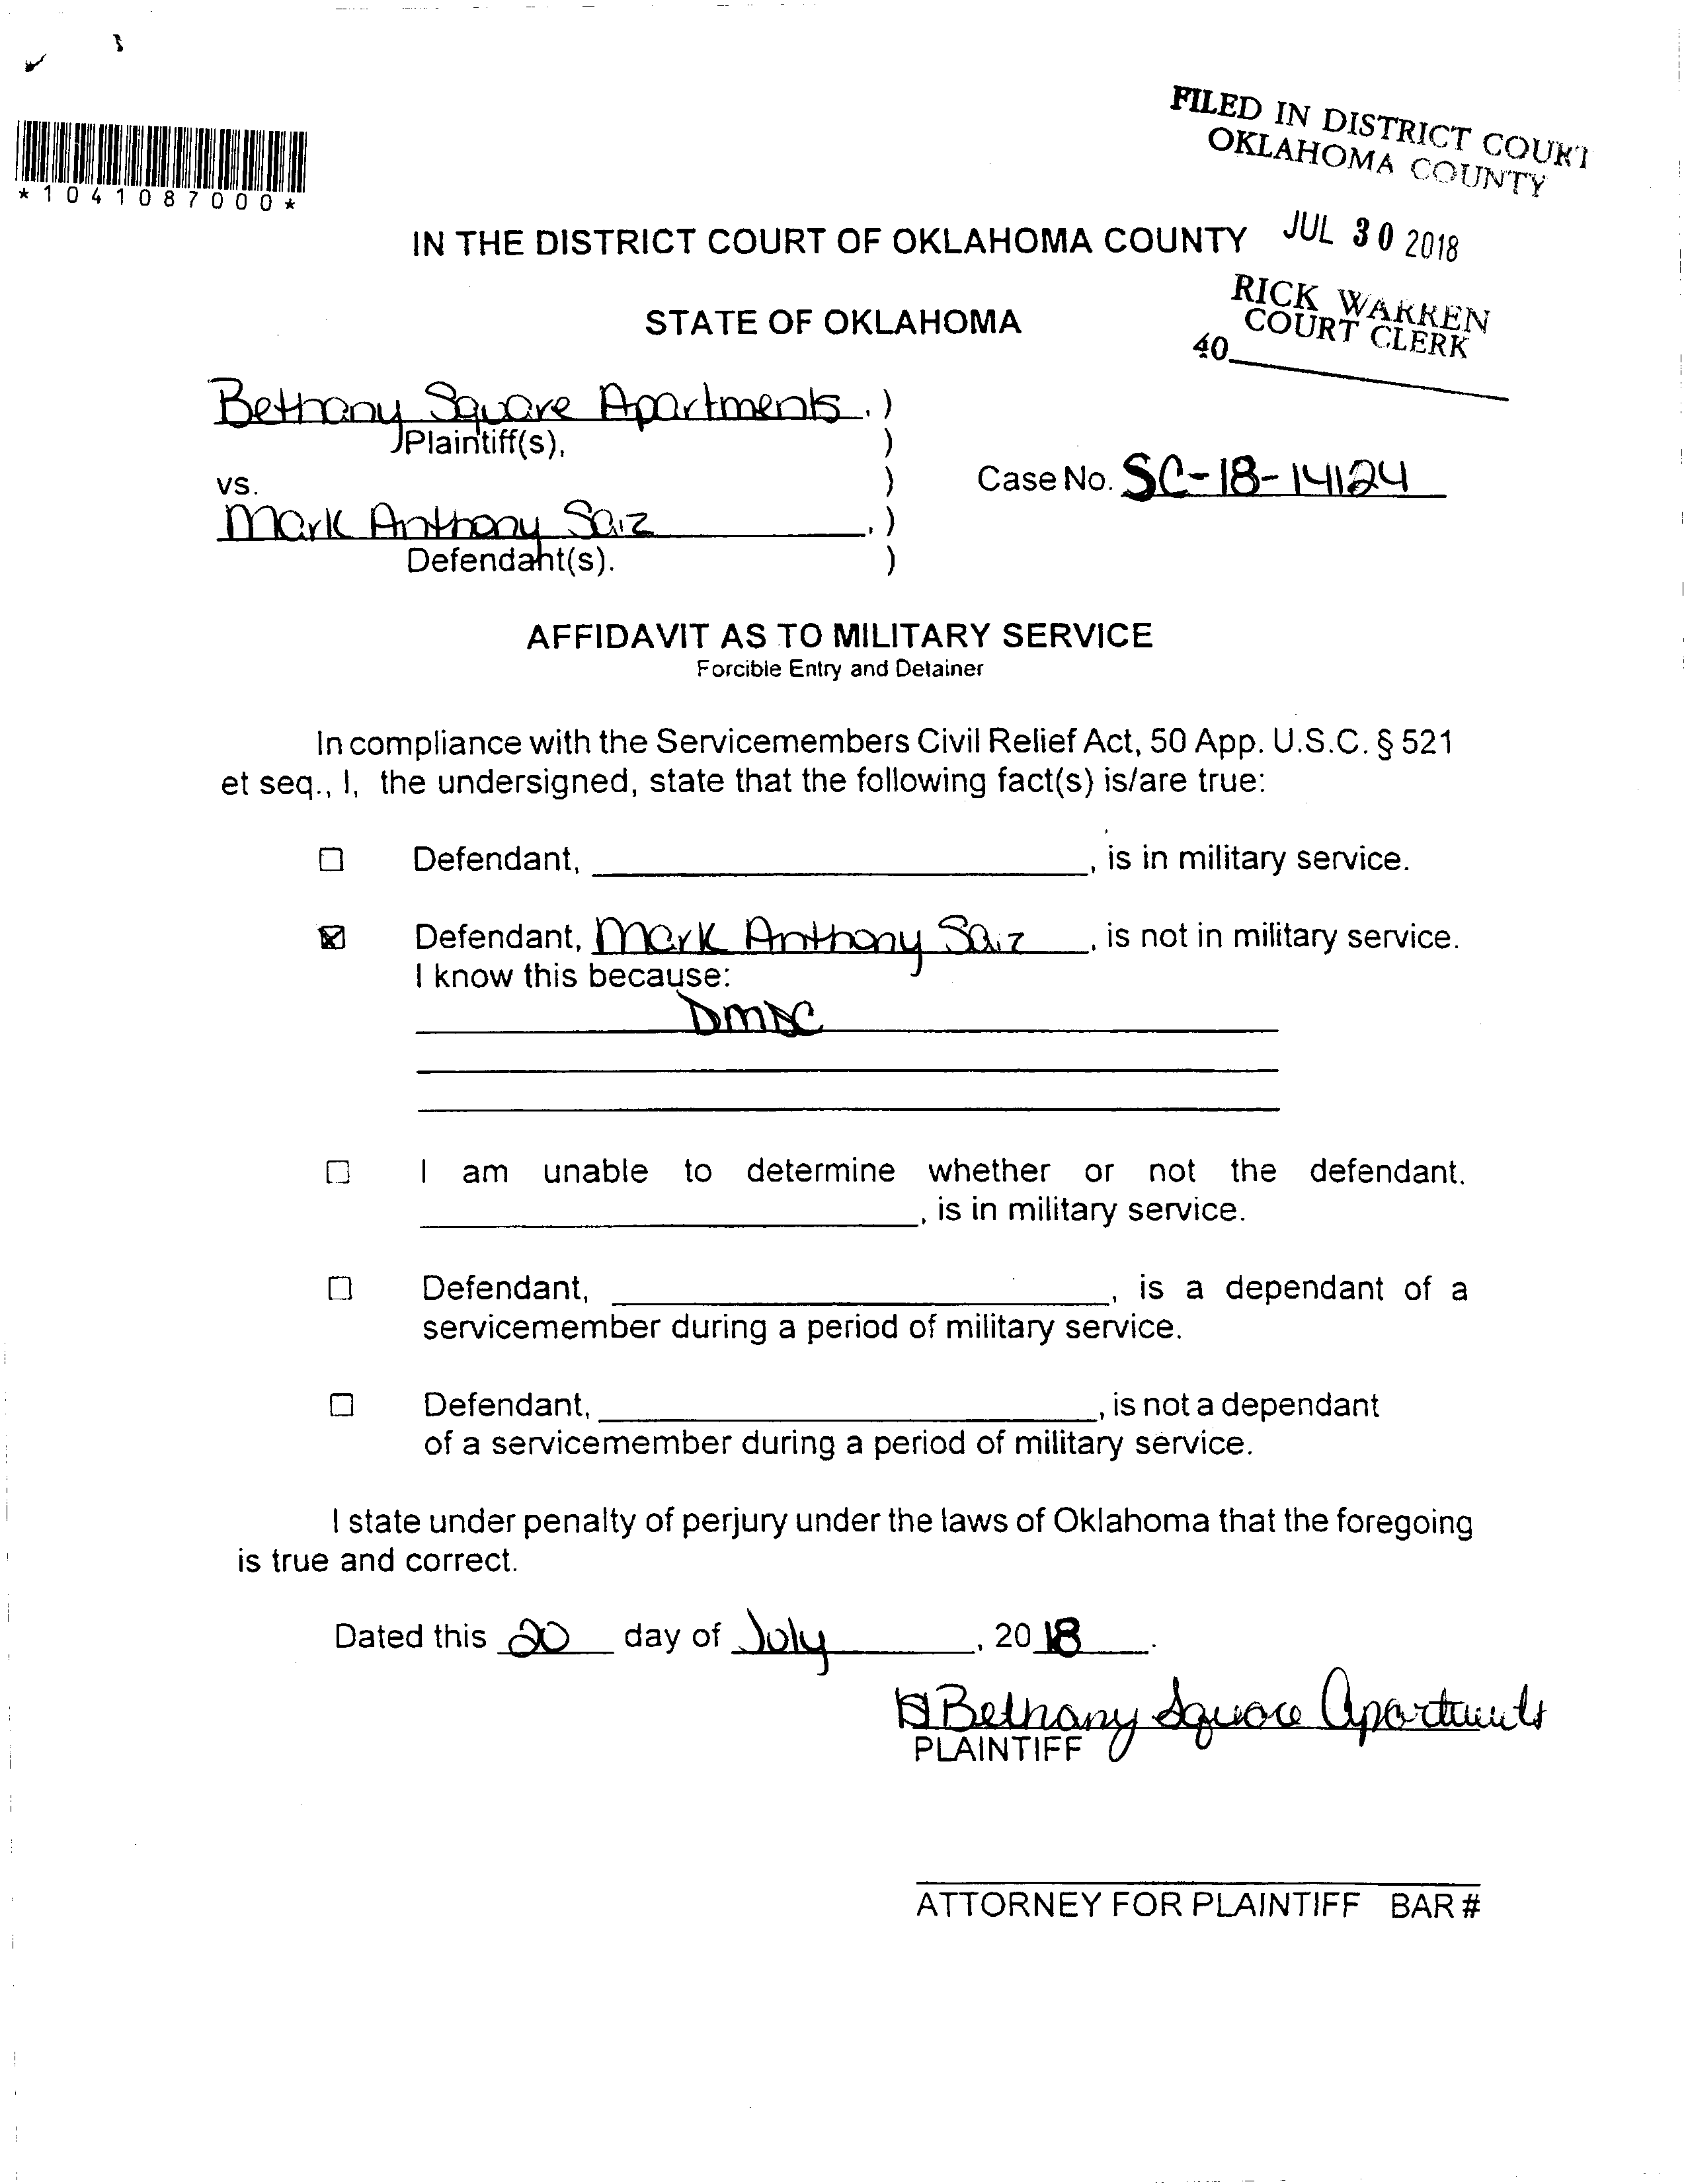 FILED IN DISTRICT COURT
OKLAHOMA COUNTY
*1041087000*
JUL 30 2018
IN THE DISTRICT COURT OF OKLAHOMA COUNTY
RICK WARREN
COURT CLERK
STATE OF OKLAHOMA
40
Bethany Square Apartments, )
Plaintiff(s), )
vs. ) Case No. SC-18-14124
Mark Anthony Saiz, )
Defendant(s). )
AFFIDAVIT AS TO MILITARY SERVICE
Forcible Entry and Detainer
In compliance with the Servicemembers Civil Relief Act, 50 App. U.S.C. § 521
et seq., I, the undersigned, state that the following fact(s) is/are true:
☐ Defendant, ____, is in military service.
☒ Defendant, Mark Anthony Saiz, is not in military service.
I know this because:
DMDC
☐ I am unable to determine whether or not the defendant,
____, is in military service.
☐ Defendant, ____, is a dependant of a
servicemember during a period of military service.
☐ Defendant, ____, is not a dependant
of a servicemember during a period of military service.
I state under penalty of perjury under the laws of Oklahoma that the foregoing
is true and correct.
Dated this 20 day of July, 2018.
Bethany Square Apartments
PLAINTIFF
ATTORNEY FOR PLAINTIFF BAR #